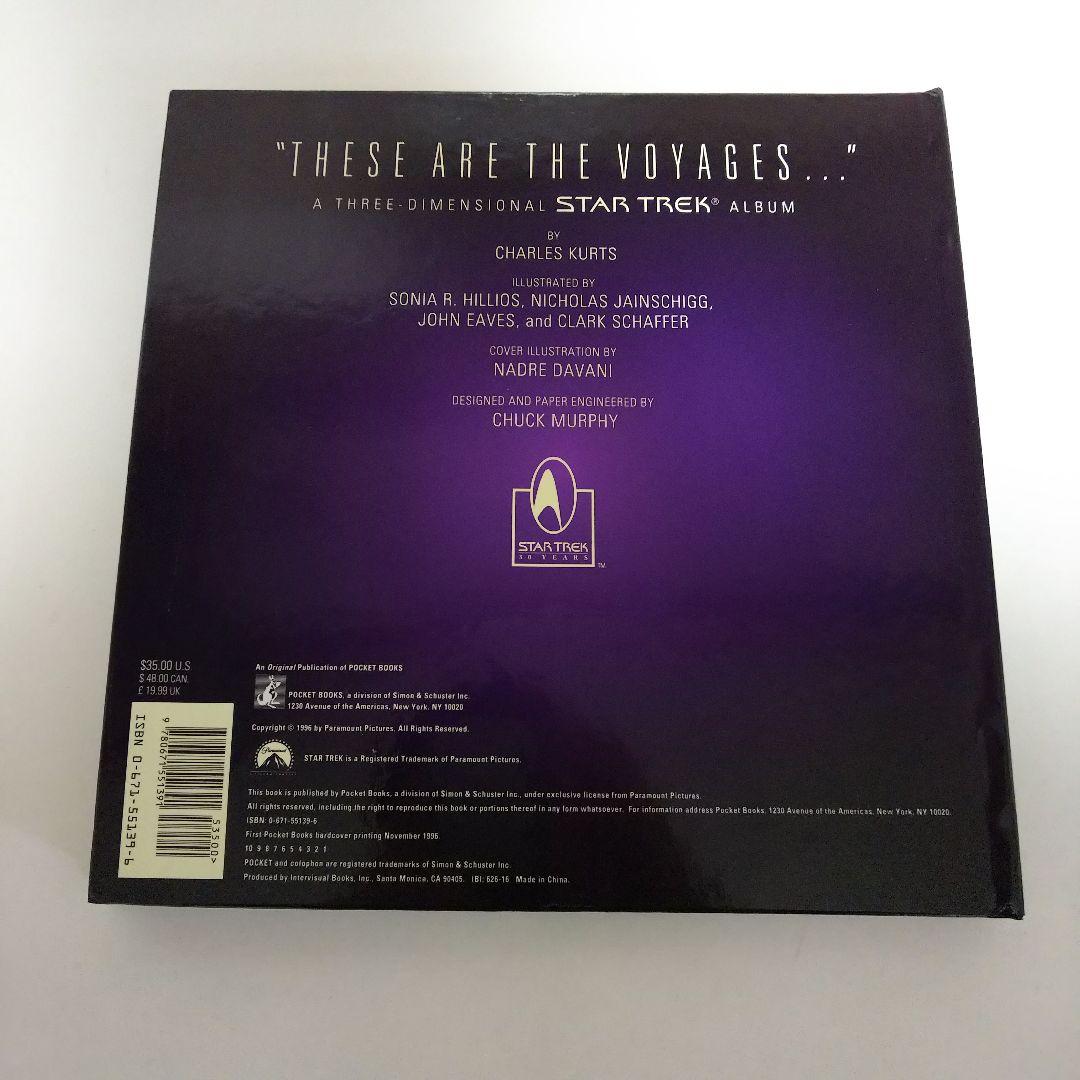 "THESE ARE THE VOYAGES..."
A THREE-DIMENSIONAL STAR TREK® ALBUM
BY
CHARLES KURTS
ILLUSTRATED BY
SONIA R. HILLIOS, NICHOLAS JAINSCHIGG,
JOHN EAVES, and CLARK SCHAFFER
COVER ILLUSTRATION BY
NADRE DAVANI
DESIGNED AND PAPER ENGINEERED BY
CHUCK MURPHY
STAR TREK
30 YEARS
TM
$35.00 U.S.
$ 48.00 CAN.
£ 19.99 UK
ISBN 0-671-55139-6
9 780671 551391
53500>
An Original Publication of POCKET BOOKS
POCKET BOOKS, a division of Simon & Schuster Inc.
1230 Avenue of the Americas, New York, NY 10020
Copyright © 1996 by Paramount Pictures. All Rights Reserved.
Paramount
STAR TREK is a Registered Trademark of Paramount Pictures.
This book is published by Pocket Books, a division of Simon & Schuster Inc., under exclusive license from Paramount Pictures.
All rights reserved, including the right to reproduce this book or portions thereof in any form whatsoever. For information address Pocket Books, 1230 Avenue of the Americas, New York, NY 10020.
ISBN: 0-671-55139-6
First Pocket Books hardcover printing November 1996.
10 9 8 7 6 5 4 3 2 1
POCKET and colophon are registered trademarks of Simon & Schuster Inc.
Produced by Intervisual Books, Inc., Santa Monica, CA 90405. IBI: 626-16 Made in China.